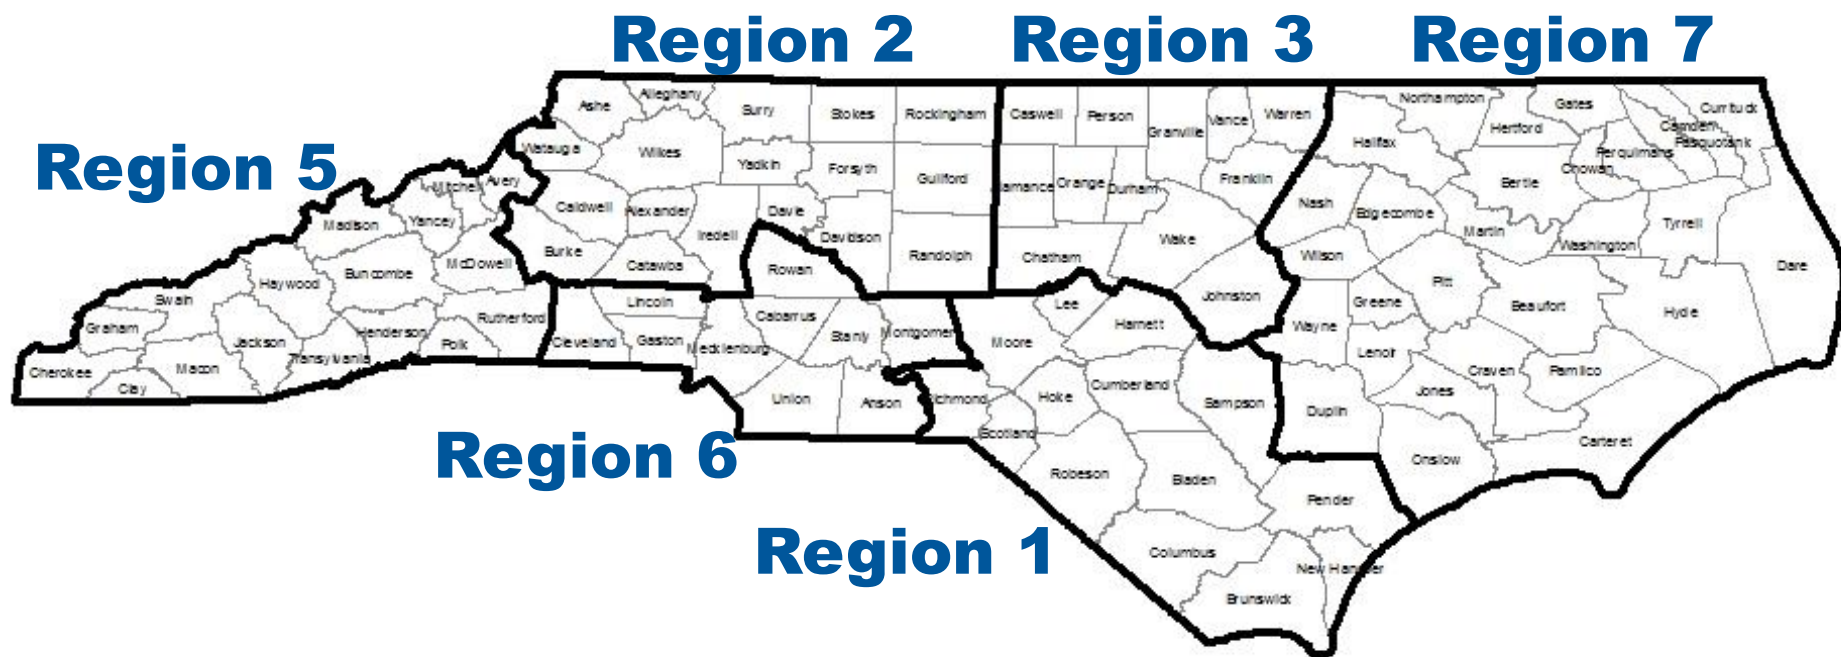 Region 2
Region 3
Region 7
Region 5
Region 6
Region 1
Ashe
Alleghany
Surry
Stokes
Rockingham
Watauga
Wilkes
Yadkin
Forsyth
Guilford
Caldwell
Alexander
Iredell
Davie
Davidson
Randolph
Burke
Catawba
Caswell
Person
Granville
Vance
Warren
Orange
Durham
Franklin
Chatham
Wake
Johnston
Northampton
Gates
Currituck
Halifax
Hertford
Camden
Pasquotank
Perquimans
Chowan
Bertie
Nash
Edgecombe
Martin
Washington
Tyrrell
Dare
Wilson
Pitt
Greene
Beaufort
Hyde
Wayne
Lenoir
Craven
Pamlico
Jones
Duplin
Onslow
Carteret
Mitchell
Avery
Madison
Yancey
McDowell
Buncombe
Haywood
Swain
Graham
Rutherford
Henderson
Polk
Jackson
Transylvania
Macon
Cherokee
Clay
Rowan
Lincoln
Cabarrus
Stanly
Montgomer
Cleveland
Gaston
Mecklenburg
Union
Anson
Lee
Harnett
Moore
Hoke
Cumberland
Sampson
Richmond
Scotland
Robeson
Bladen
Pender
Columbus
New Hanover
Brunswick